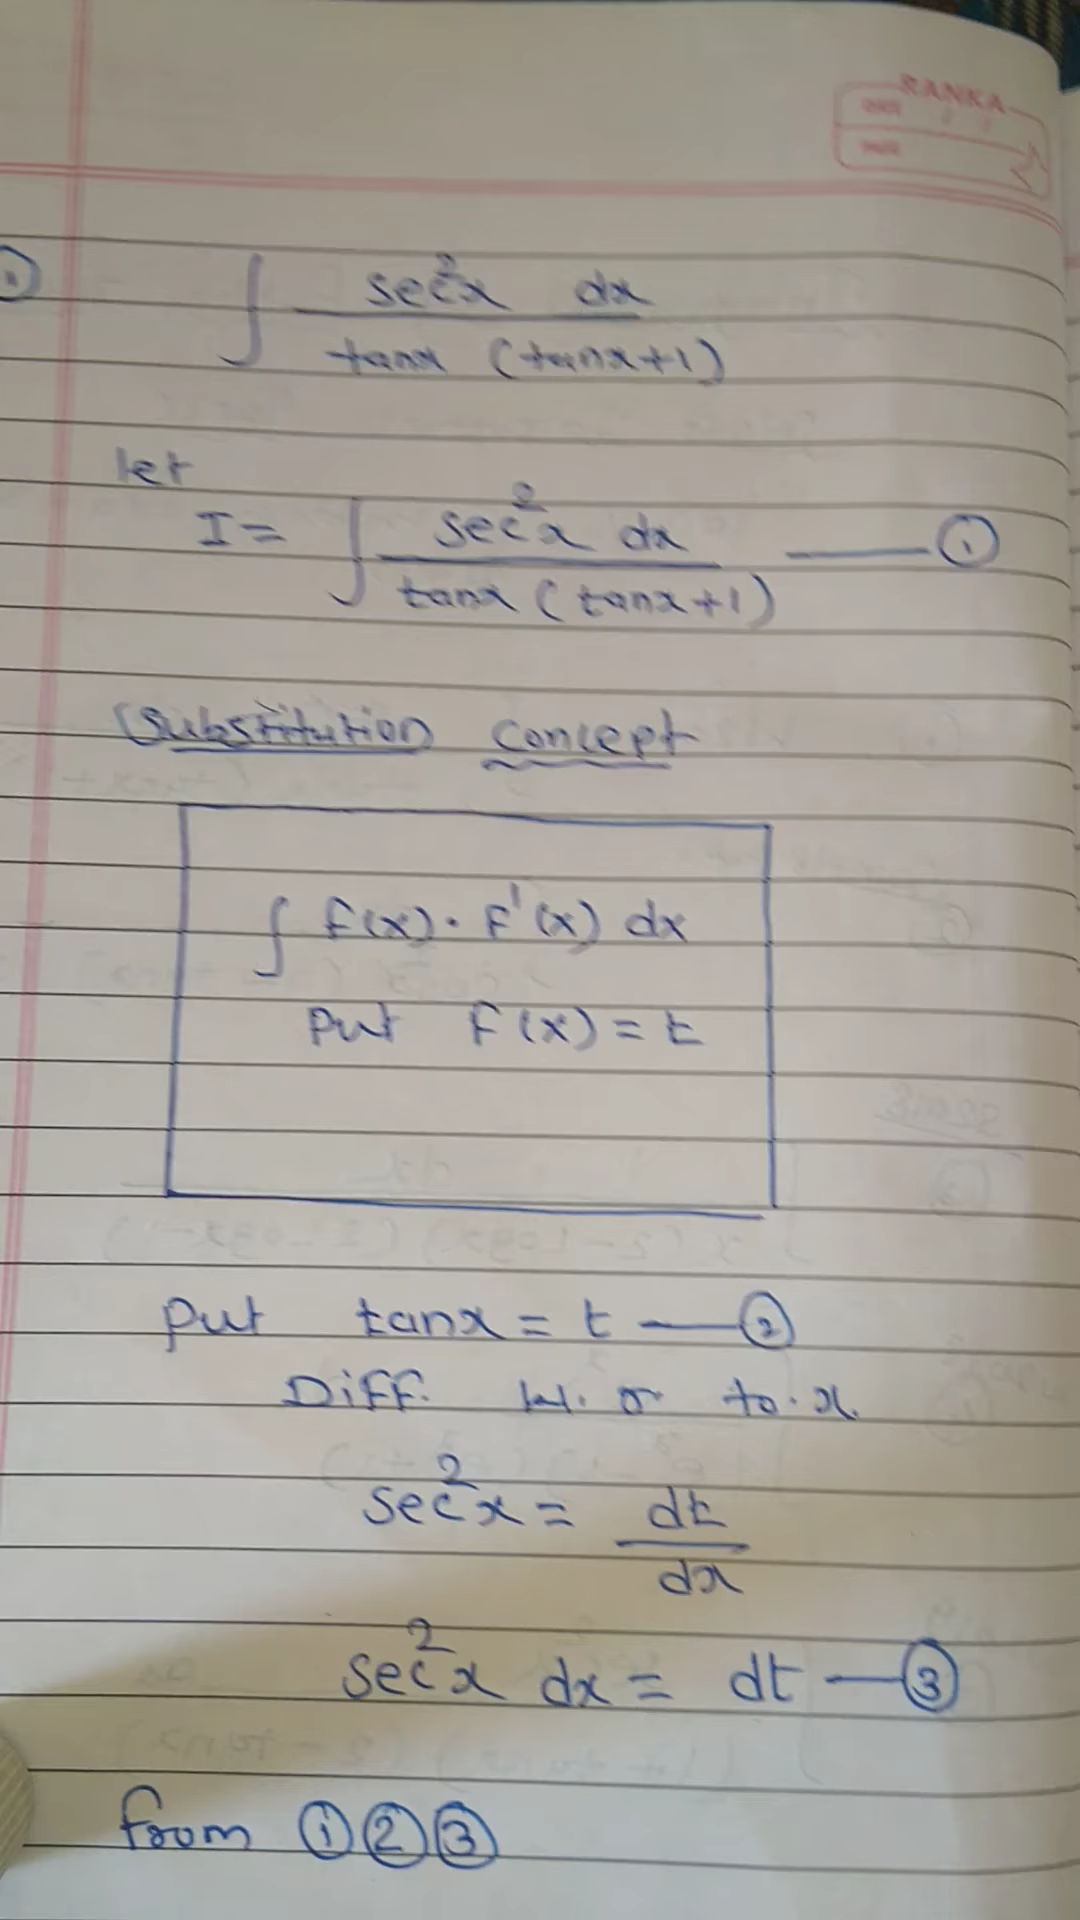 RANKA
①
∫ sec²x dx / tanx (tanx+1)
let
I = ∫ sec²x dx / tanx (tanx+1) — ①
Substitution Concept
∫ f(x) · f'(x) dx
Put f(x) = t
Put tanx = t — ②
Diff. w. r to. x.
sec²x = dt/dx
sec²x dx = dt — ③
from ① ② ③